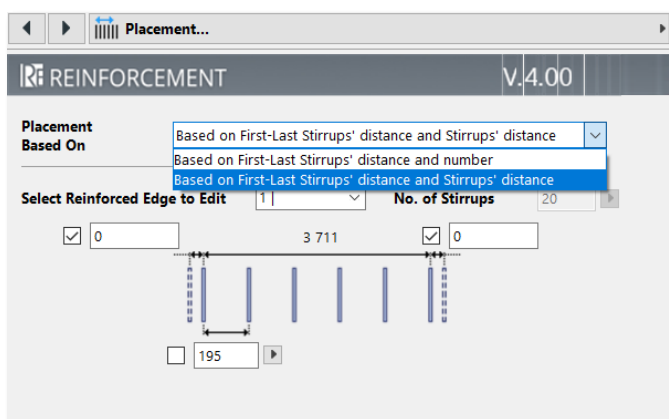 Placement...
REINFORCEMENT
V.4.00
Placement
Based On
Based on First-Last Stirrups' distance and Stirrups' distance
Based on First-Last Stirrups' distance and number
Based on First-Last Stirrups' distance and Stirrups' distance
Select Reinforced Edge to Edit
1
No. of Stirrups
20
0
3 711
0
195